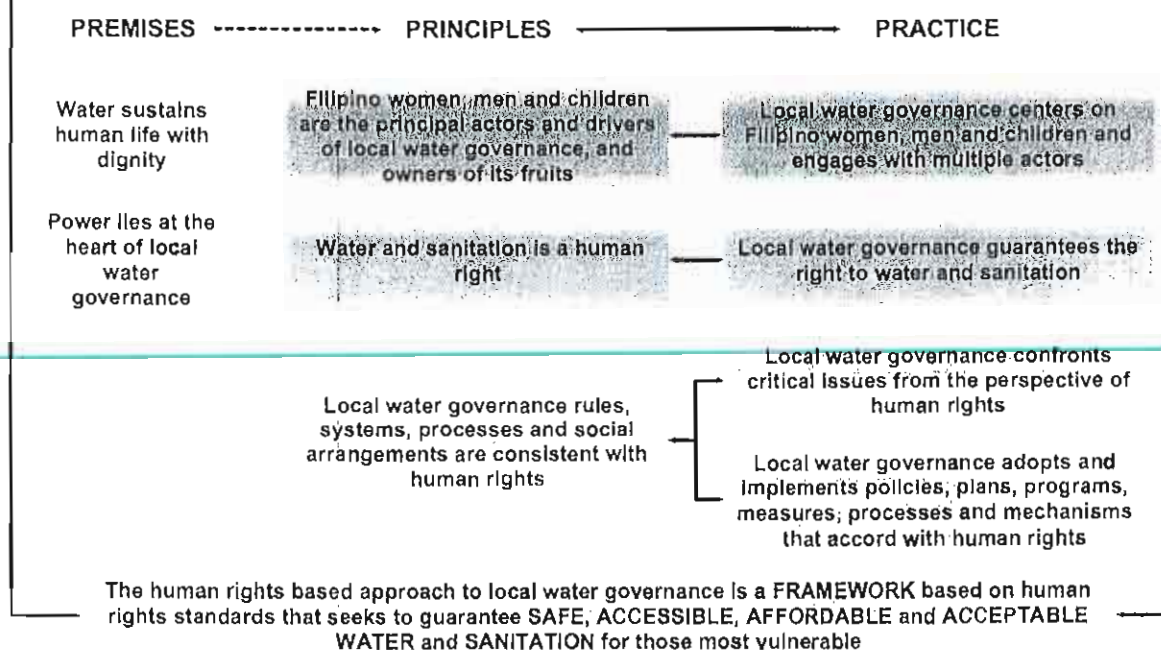 PREMISES PRINCIPLES PRACTICE
Water sustains
human life with
dignity
Filipino women, men and children
are the principal actors and drivers
of local water governance, and
owners of its fruits
Local water governance centers on
Filipino women, men and children and
engages with multiple actors
Power lies at the
heart of local
water
governance
Water and sanitation is a human
right
Local water governance guarantees the
right to water and sanitation
Local water governance rules,
systems, processes and social
arrangements are consistent with
human rights
Local water governance confronts
critical issues from the perspective of
human rights
Local water governance adopts and
implements policies, plans, programs,
measures, processes and mechanisms
that accord with human rights
The human rights based approach to local water governance is a FRAMEWORK based on human
rights standards that seeks to guarantee SAFE, ACCESSIBLE, AFFORDABLE and ACCEPTABLE
WATER and SANITATION for those most vulnerable